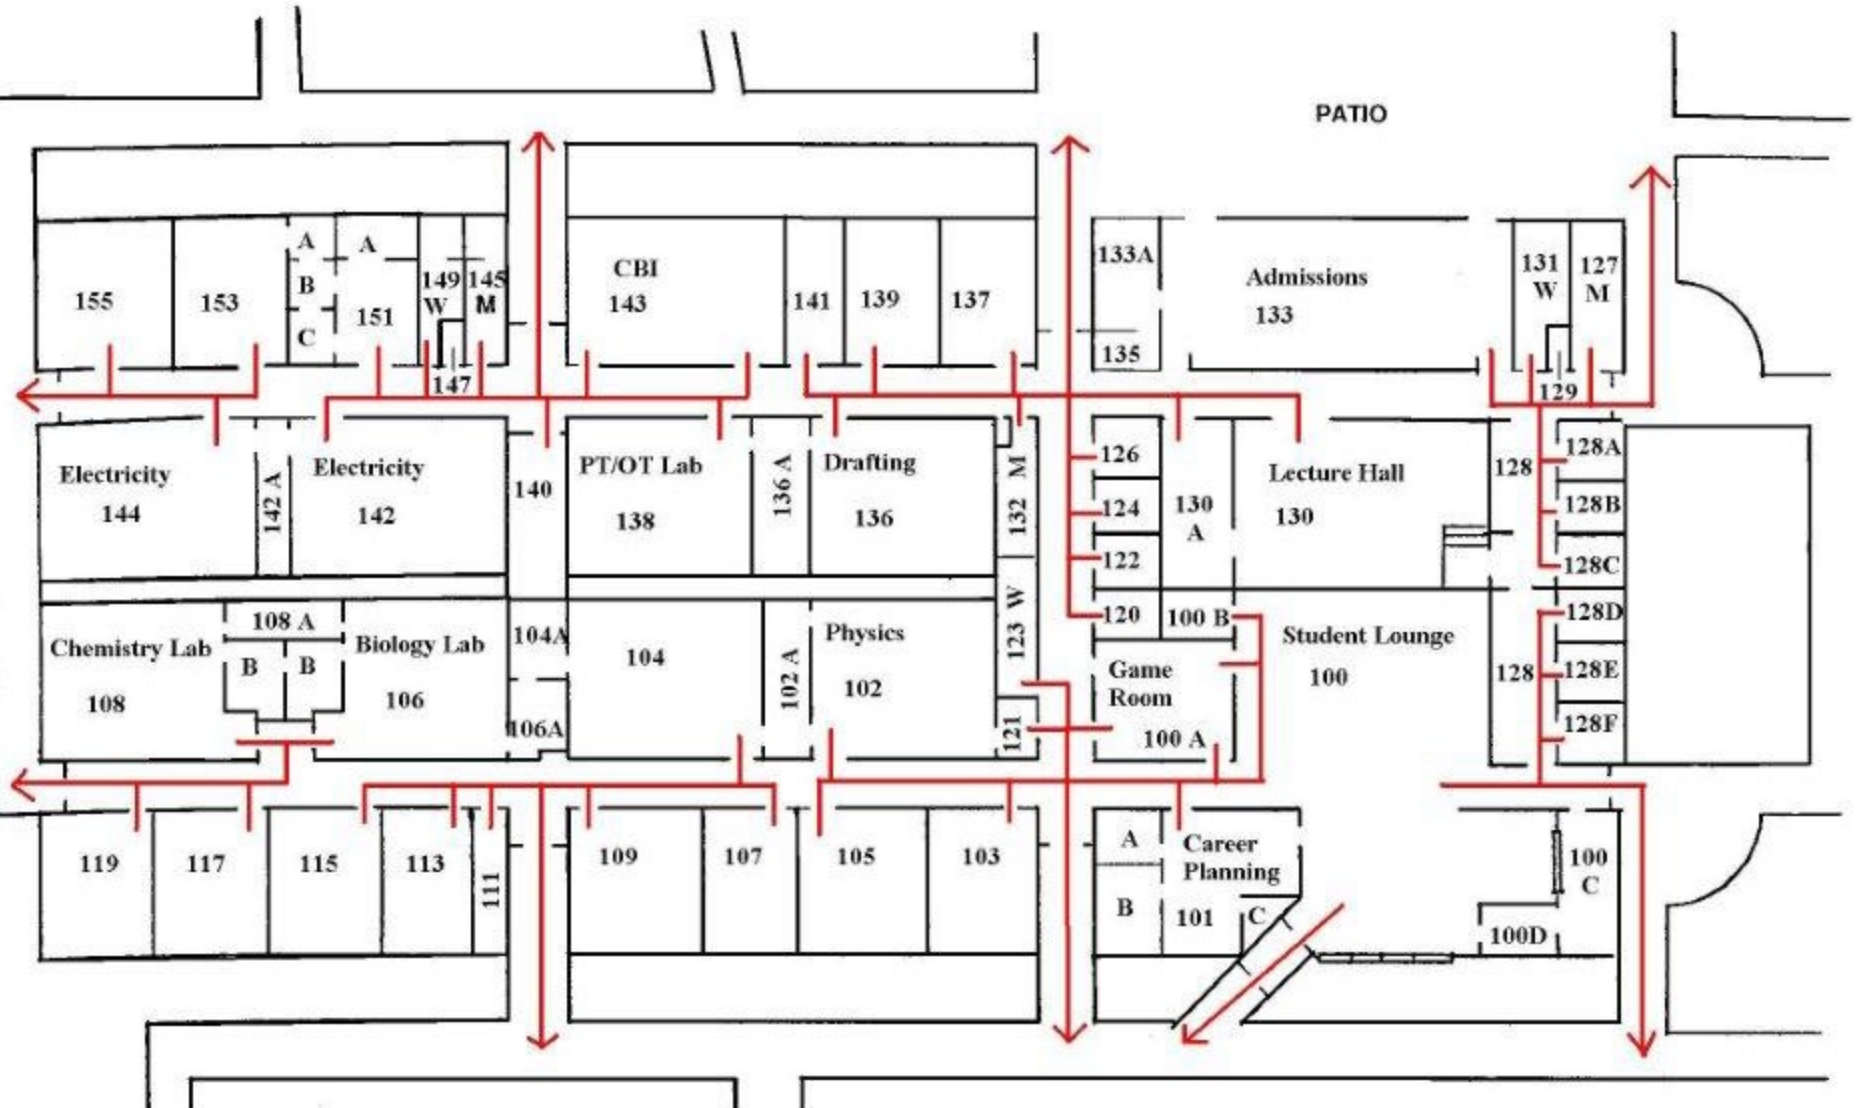 PATIO
155
153
A
B
C
A
151
149
W
145
M
147
CBI
143
141
139
137
133A
135
Admissions
133
131
W
127
M
129
Electricity
144
142 A
Electricity
142
140
PT/OT Lab
138
136 A
Drafting
136
132 M
126
124
122
120
130
A
Lecture Hall
130
128
128A
128B
128C
Chemistry Lab
108
108 A
B
B
Biology Lab
106
104A
106A
104
102 A
Physics
102
123 W
121
100 B
Game
Room
100 A
Student Lounge
100
128
128D
128E
128F
119
117
115
113
111
109
107
105
103
A
B
Career
Planning
101
C
100
C
100D